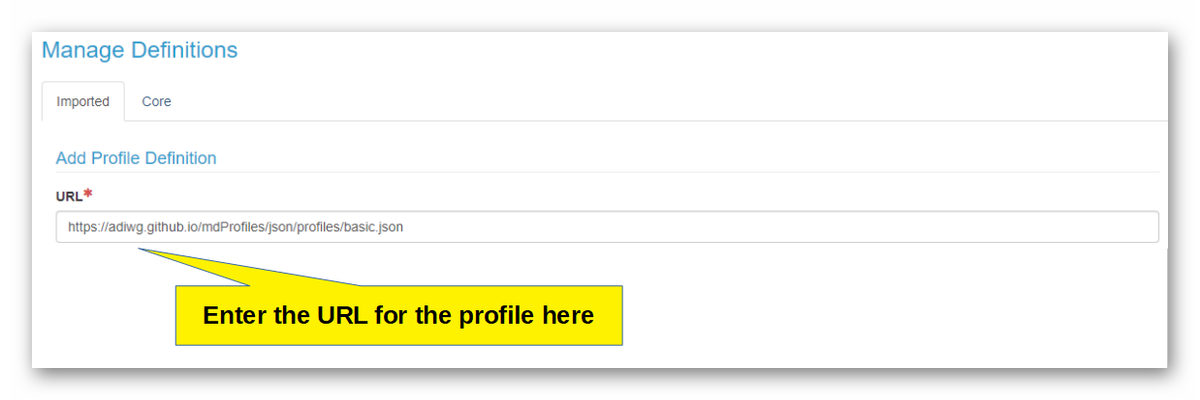 Manage Definitions
Imported Core
Add Profile Definition
URL*
https://adiwg.github.io/mdProfiles/json/profiles/basic.json
Enter the URL for the profile here